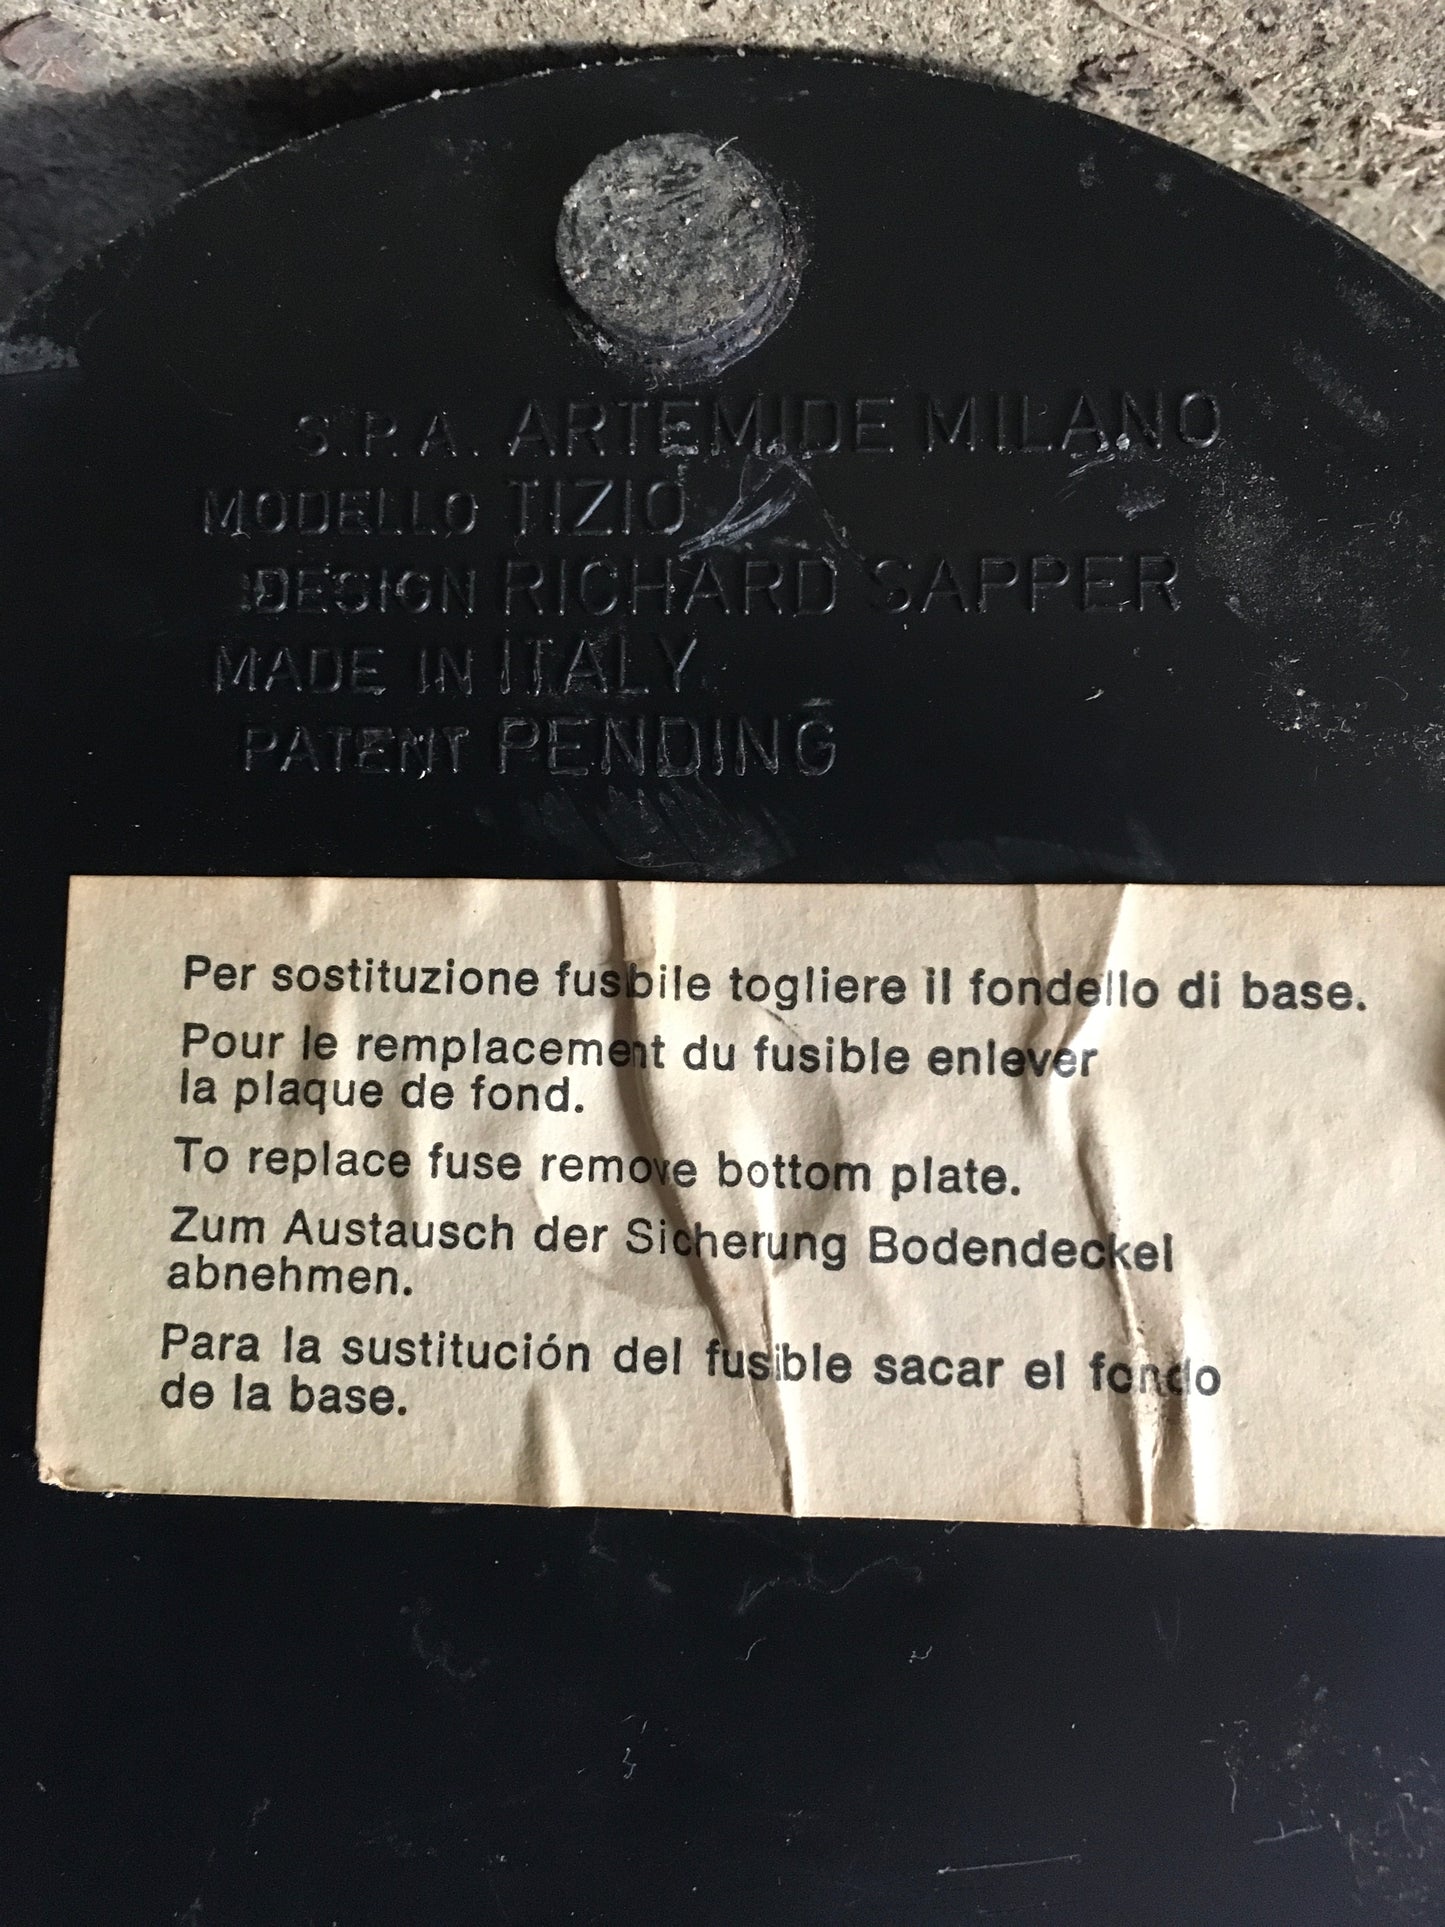 S.P.A. ARTEMIDE MILANO
MODELLO TIZIO
DESIGN RICHARD SAPPER
MADE IN ITALY
PATENT PENDING
Per sostituzione fusbile togliere il fondello di base.
Pour le remplacement du fusible enlever
la plaque de fond.
To replace fuse remove bottom plate.
Zum Austausch der Sicherung Bodendeckel
abnehmen.
Para la sustitución del fusible sacar el fondo
de la base.